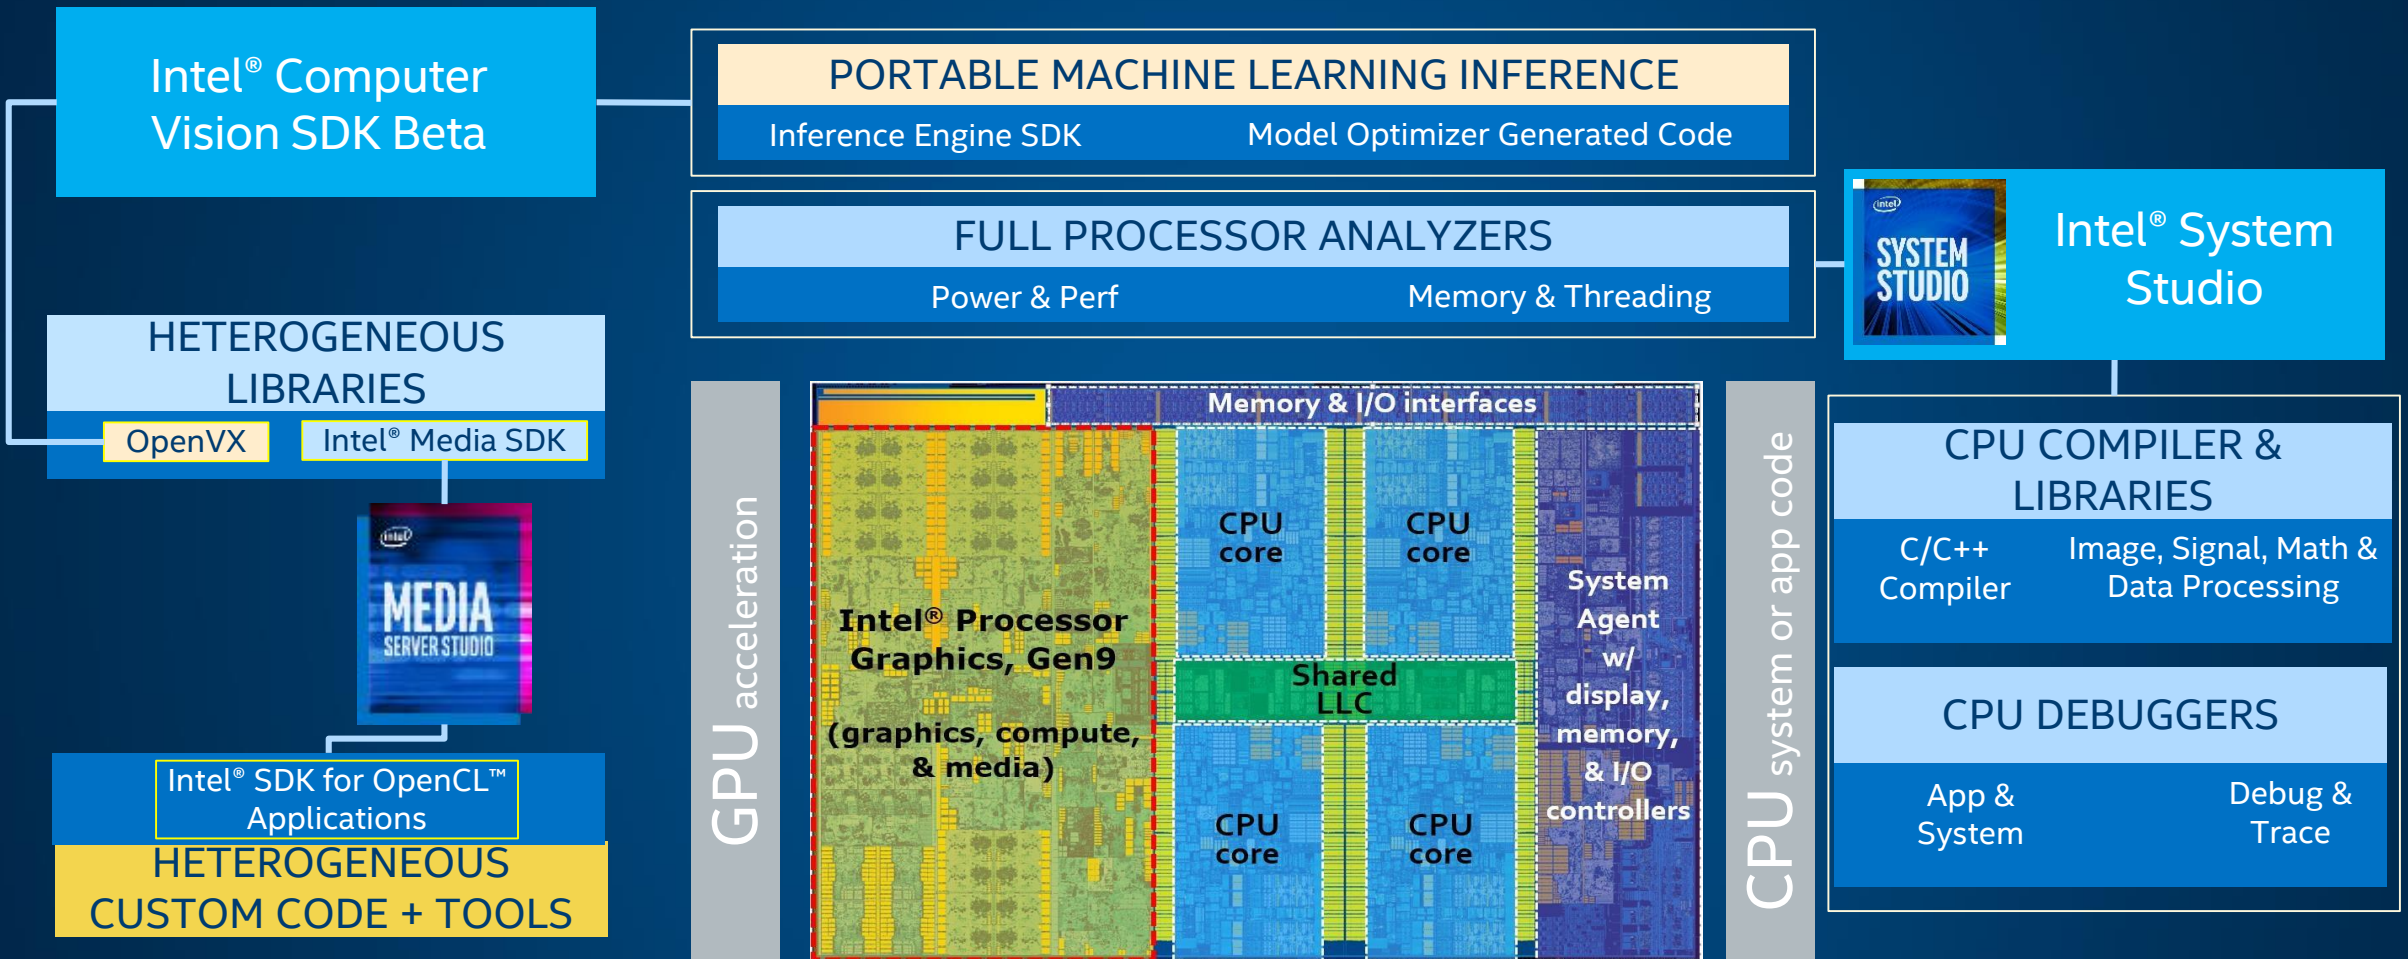 Intel® Computer
Vision SDK Beta
PORTABLE MACHINE LEARNING INFERENCE
Inference Engine SDK
Model Optimizer Generated Code
FULL PROCESSOR ANALYZERS
Power & Perf
Memory & Threading
intel
SYSTEM
STUDIO
Intel® System
Studio
HETEROGENEOUS
LIBRARIES
OpenVX
Intel® Media SDK
intel
MEDIA
SERVER STUDIO
Intel® SDK for OpenCL™
Applications
HETEROGENEOUS
CUSTOM CODE + TOOLS
GPU acceleration
Memory & I/O interfaces
Intel® Processor
Graphics, Gen9
(graphics, compute,
& media)
CPU
core
CPU
core
Shared
LLC
CPU
core
CPU
core
System
Agent
w/
display,
memory,
& I/O
controllers
CPU system or app code
CPU COMPILER &
LIBRARIES
C/C++
Compiler
Image, Signal, Math &
Data Processing
CPU DEBUGGERS
App &
System
Debug &
Trace